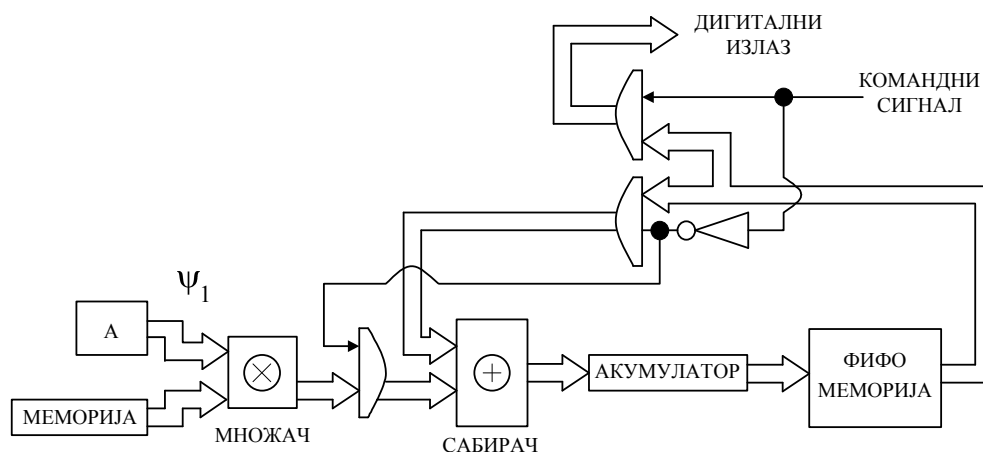 ДИГИТАЛНИ
ИЗЛАЗ
КОМАНДНИ
СИГНАЛ
ψ1
А
МЕМОРИЈА
МНОЖАЧ
САБИРАЧ
АКУМУЛАТОР
ФИФО
МЕМОРИЈА